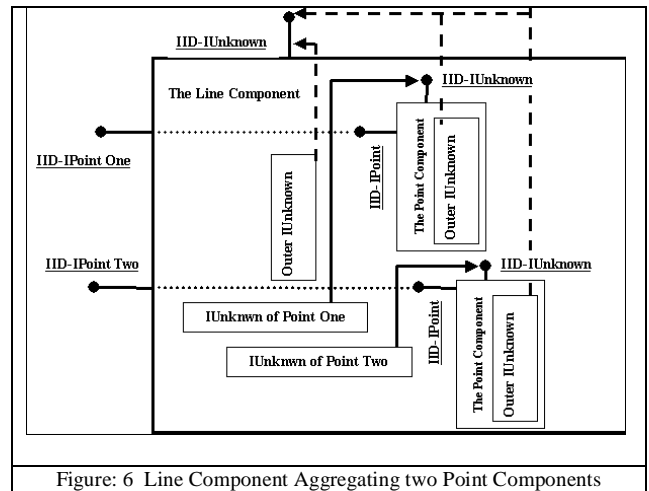 IID-IUnknown
The Line Component
IID-IUnknown
IID-IPoint One
IID-IPoint
The Point Component
Outer IUnknown
Outer IUnknown
IID-IPoint Two
IID-IUnknown
IUnknwn of Point One
IID-IPoint
The Point Component
Outer IUnknown
IUnknwn of Point Two
Figure: 6 Line Component Aggregating two Point Components